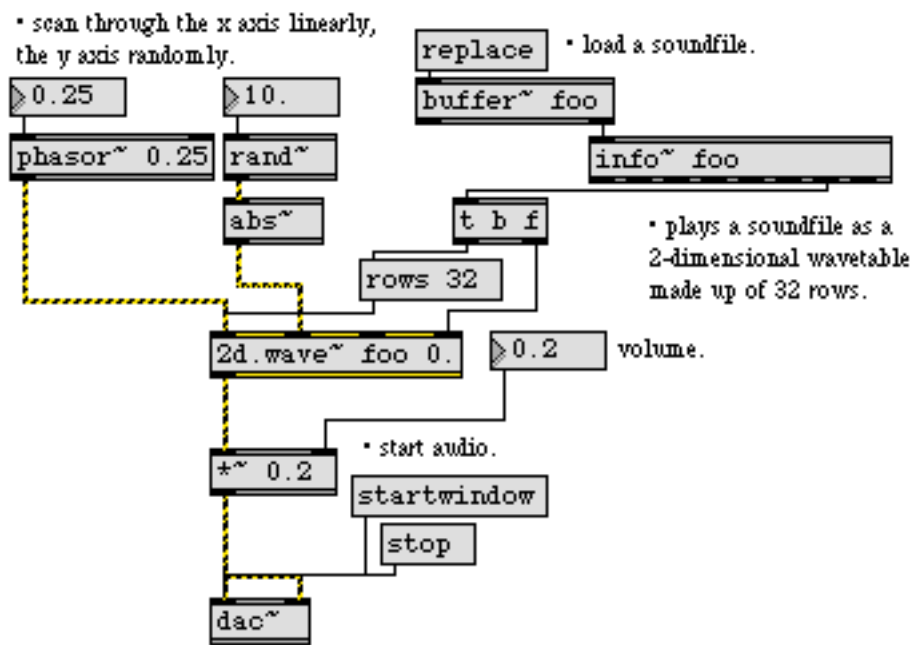 • scan through the x axis linearly,
the y axis randomly.
replace
• load a soundfile.
0.25
10.
buffer~ foo
phasor~ 0.25
rand~
info~ foo
abs~
t b f
• plays a soundfile as a
2-dimensional wavetable
made up of 32 rows.
rows 32
2d.wave~ foo 0.
0.2
volume.
• start audio.
*~ 0.2
startwindow
stop
dac~